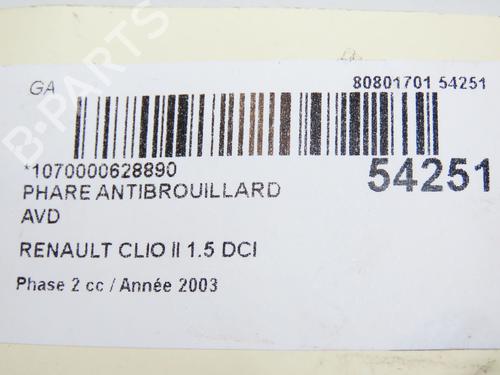 B-PARTS
GA
80801701 54251
*1070000628890
54251
PHARE ANTIBROUILLARD
AVD
RENAULT CLIO II 1.5 DCI
Phase 2 cc / Année 2003